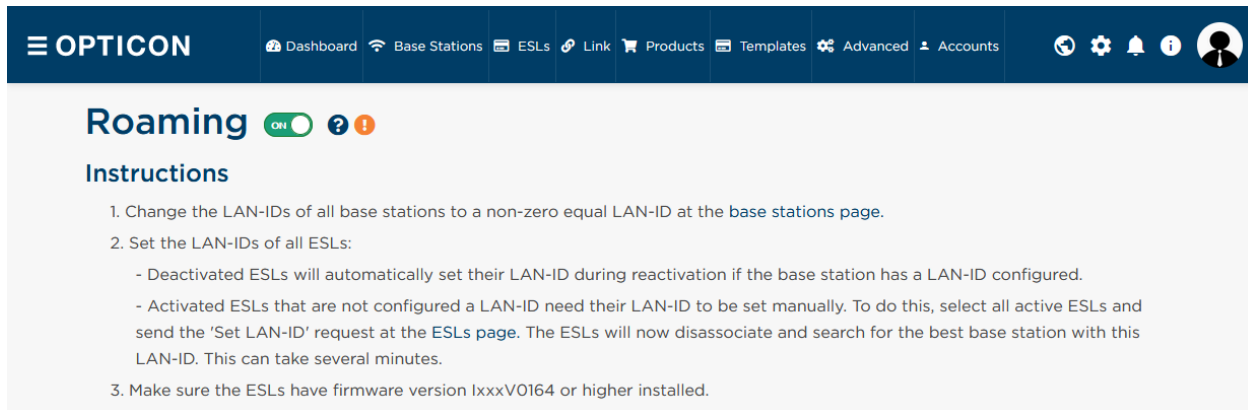 OPTICON Dashboard Base Stations ESLs Link Products Templates Advanced Accounts
Roaming ON
Instructions
1. Change the LAN-IDs of all base stations to a non-zero equal LAN-ID at the base stations page.
2. Set the LAN-IDs of all ESLs:
- Deactivated ESLs will automatically set their LAN-ID during reactivation if the base station has a LAN-ID configured.
- Activated ESLs that are not configured a LAN-ID need their LAN-ID to be set manually. To do this, select all active ESLs and
send the 'Set LAN-ID' request at the ESLs page. The ESLs will now disassociate and search for the best base station with this
LAN-ID. This can take several minutes.
3. Make sure the ESLs have firmware version IxxxV0164 or higher installed.